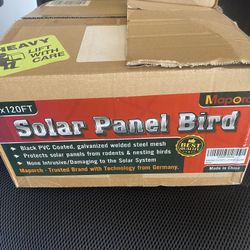 HEAVY
LIFT WITH
CARE
x120FT
Maporch
Solar Panel Bird
Black PVC Coated, galvanized welded steel mesh
Protects solar panels from rodents & nesting birds
None Intrusive/Damaging to the Solar System
Maporch - Trusted Brand with Technology from Germany.
BEST
Made in China